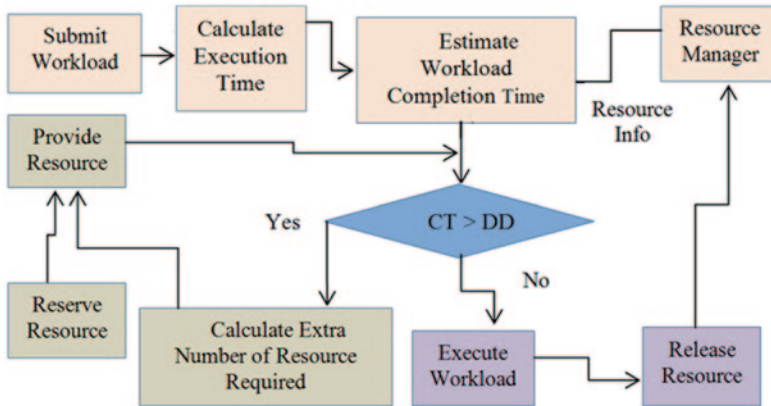 Submit
Workload
Calculate
Execution
Time
Estimate
Workload
Completion Time
Resource
Manager
Resource
Info
Provide
Resource
CT > DD
Yes
No
Reserve
Resource
Calculate Extra
Number of Resource
Required
Execute
Workload
Release
Resource